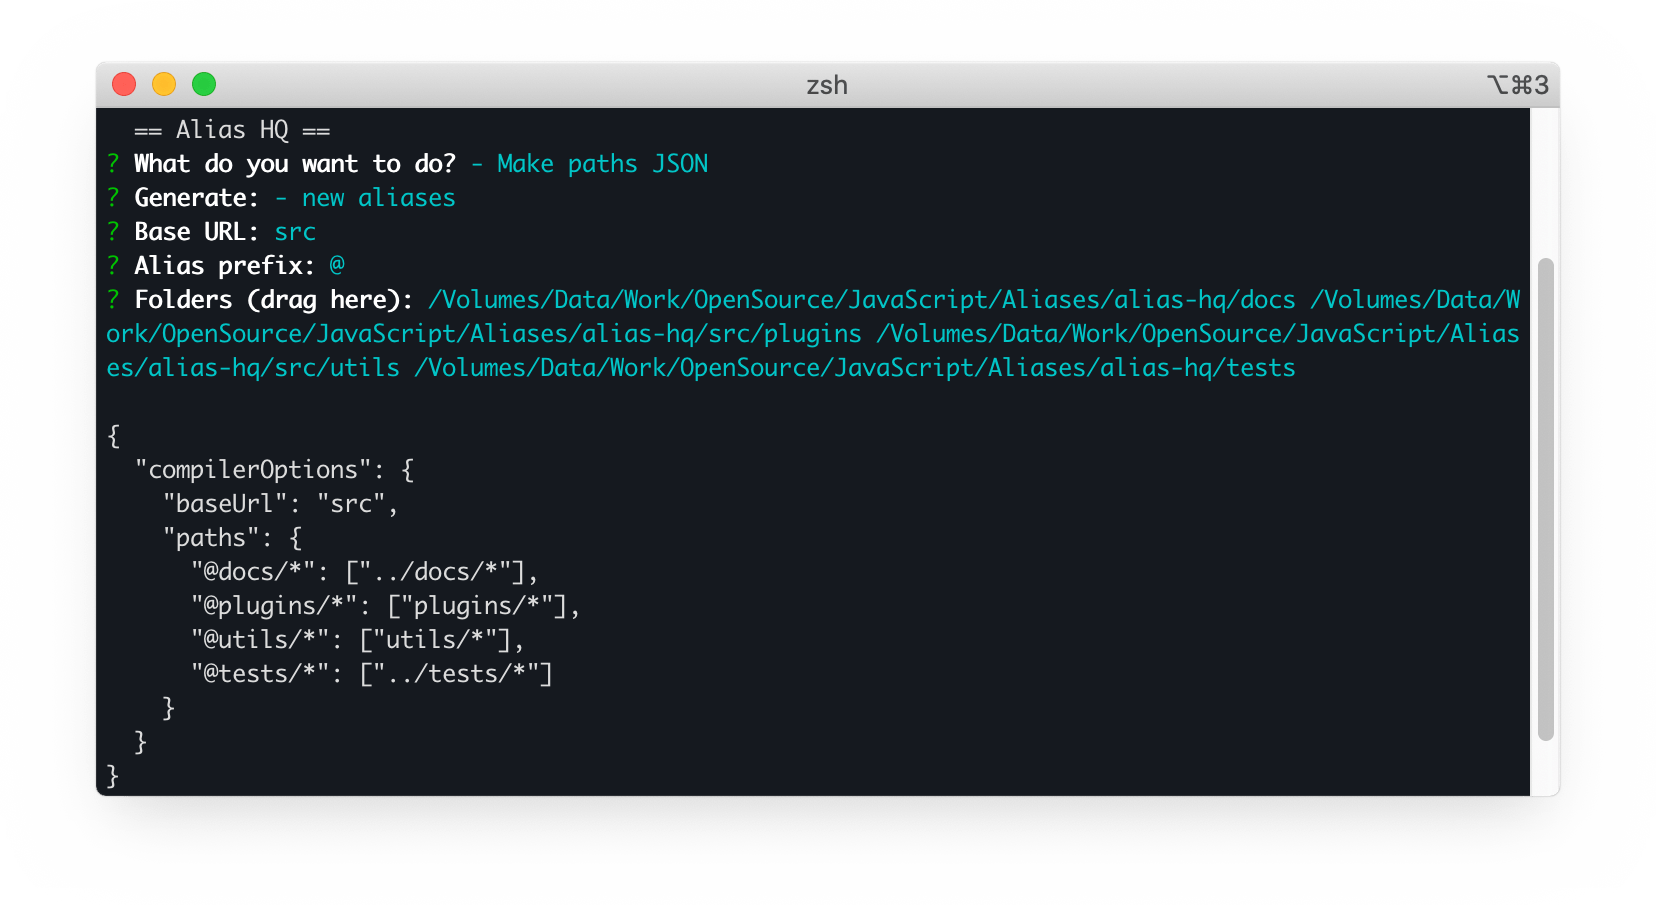 zsh
⌥⌘3
== Alias HQ ==
? What do you want to do? - Make paths JSON
? Generate: - new aliases
? Base URL: src
? Alias prefix: @
? Folders (drag here): /Volumes/Data/Work/OpenSource/JavaScript/Aliases/alias-hq/docs /Volumes/Data/W
ork/OpenSource/JavaScript/Aliases/alias-hq/src/plugins /Volumes/Data/Work/OpenSource/JavaScript/Alias
es/alias-hq/src/utils /Volumes/Data/Work/OpenSource/JavaScript/Aliases/alias-hq/tests
{
"compilerOptions": {
"baseUrl": "src",
"paths": {
"@docs/*": ["../docs/*"],
"@plugins/*": ["plugins/*"],
"@utils/*": ["utils/*"],
"@tests/*": ["../tests/*"]
}
}
}